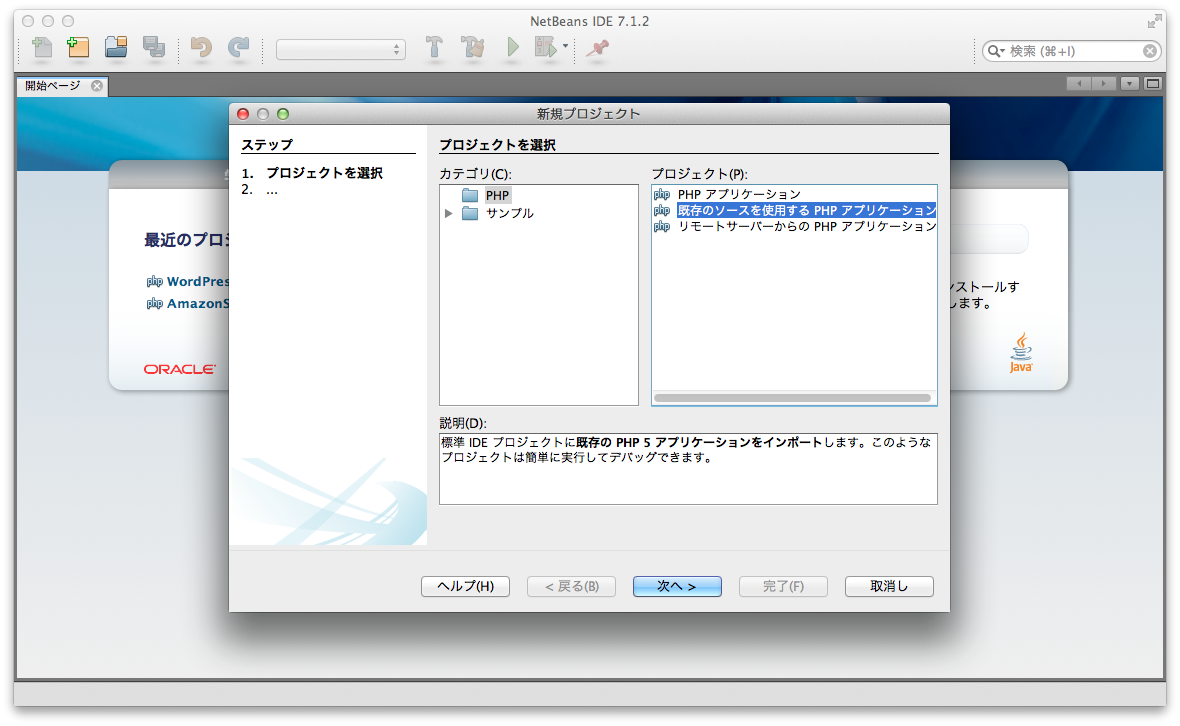 NetBeans IDE 7.1.2
検索 (⌘+I)
開始ページ
新規プロジェクト
ステップ
1. プロジェクトを選択
2. ...
プロジェクトを選択
カテゴリ(C):
PHP
サンプル
プロジェクト(P):
php PHP アプリケーション
php 既存のソースを使用する PHP アプリケーション
php リモートサーバーからの PHP アプリケーション
説明(D):
標準 IDE プロジェクトに既存の PHP 5 アプリケーションをインポートします。このような
プロジェクトは簡単に実行してデバッグできます。
ヘルプ(H)
< 戻る(B)
次へ >
完了(F)
取消し
最近のプロジ
php WordPres
php AmazonS
ORACLE
ンストールす
します。
Java